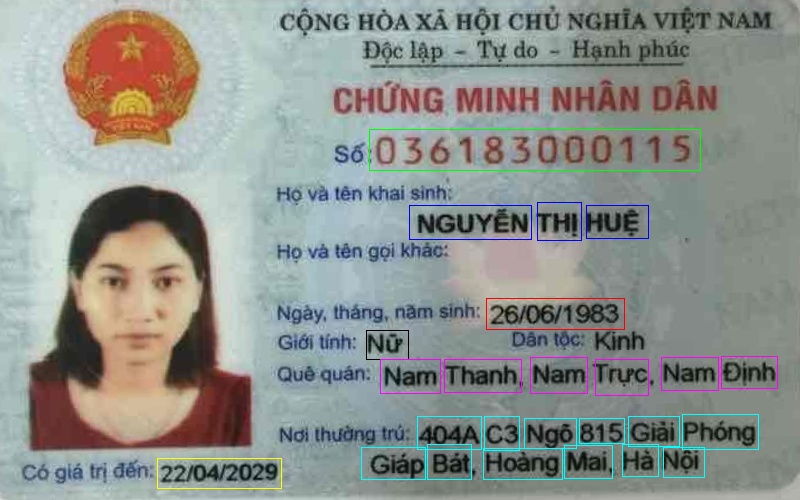 CỘNG HÒA XÃ HỘI CHỦ NGHĨA VIỆT NAM
Độc lập - Tự do - Hạnh phúc
CHỨNG MINH NHÂN DÂN
Số: 036183000115
Họ và tên khai sinh:
NGUYỄN THỊ HUỆ
Họ và tên gọi khác:
Ngày, tháng, năm sinh: 26/06/1983
Giới tính: Nữ Dân tộc: Kinh
Quê quán: Nam Thanh, Nam Trực, Nam Định
Nơi thường trú: 404A C3 Ngõ 815 Giải Phóng
Giáp Bát, Hoàng Mai, Hà Nội
Có giá trị đến: 22/04/2029